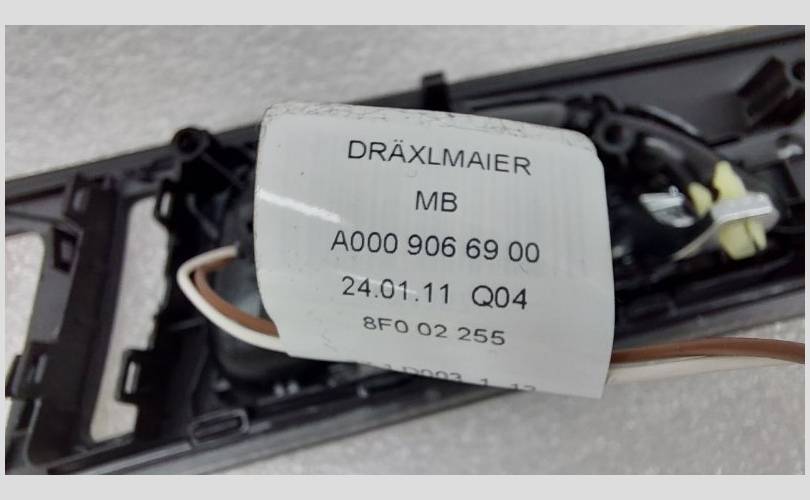 DRÄXLMAIER
MB
A000 906 69 00
24.01.11 Q04
8F0 02 255